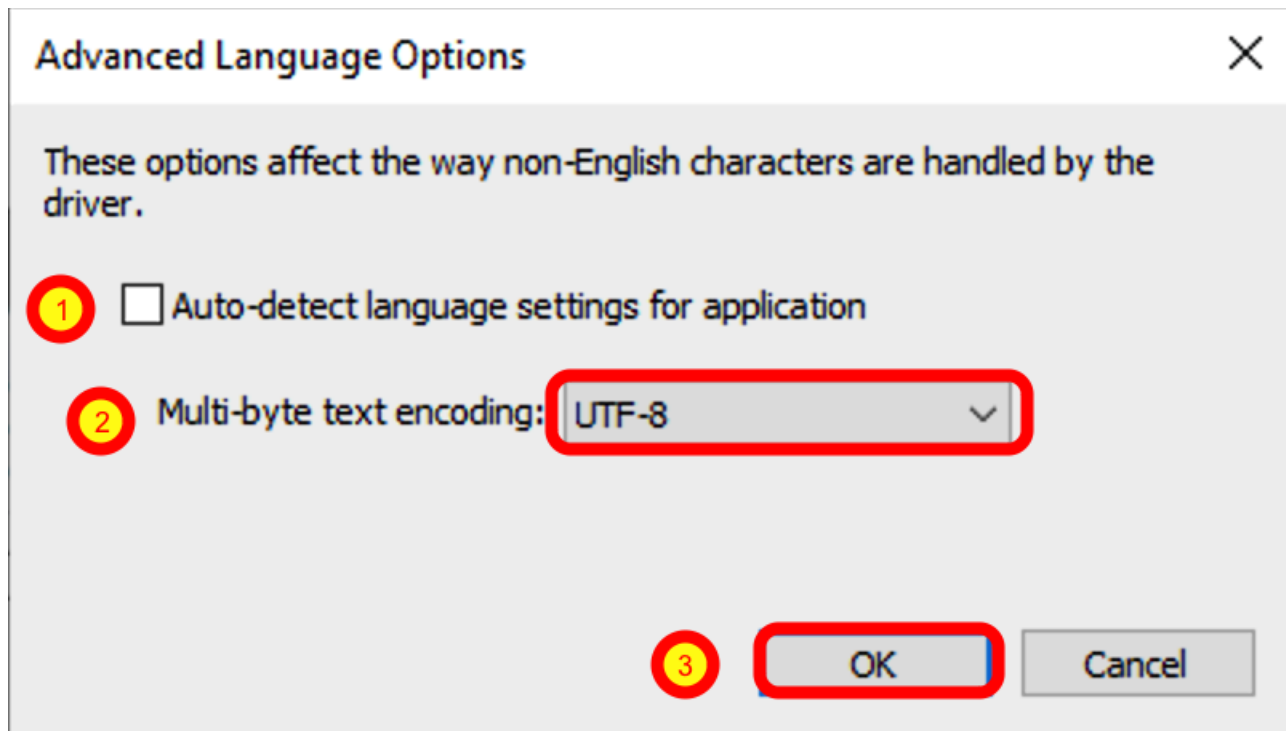 Advanced Language Options
These options affect the way non-English characters are handled by the
driver.
1 Auto-detect language settings for application
2 Multi-byte text encoding: UTF-8
3 OK Cancel